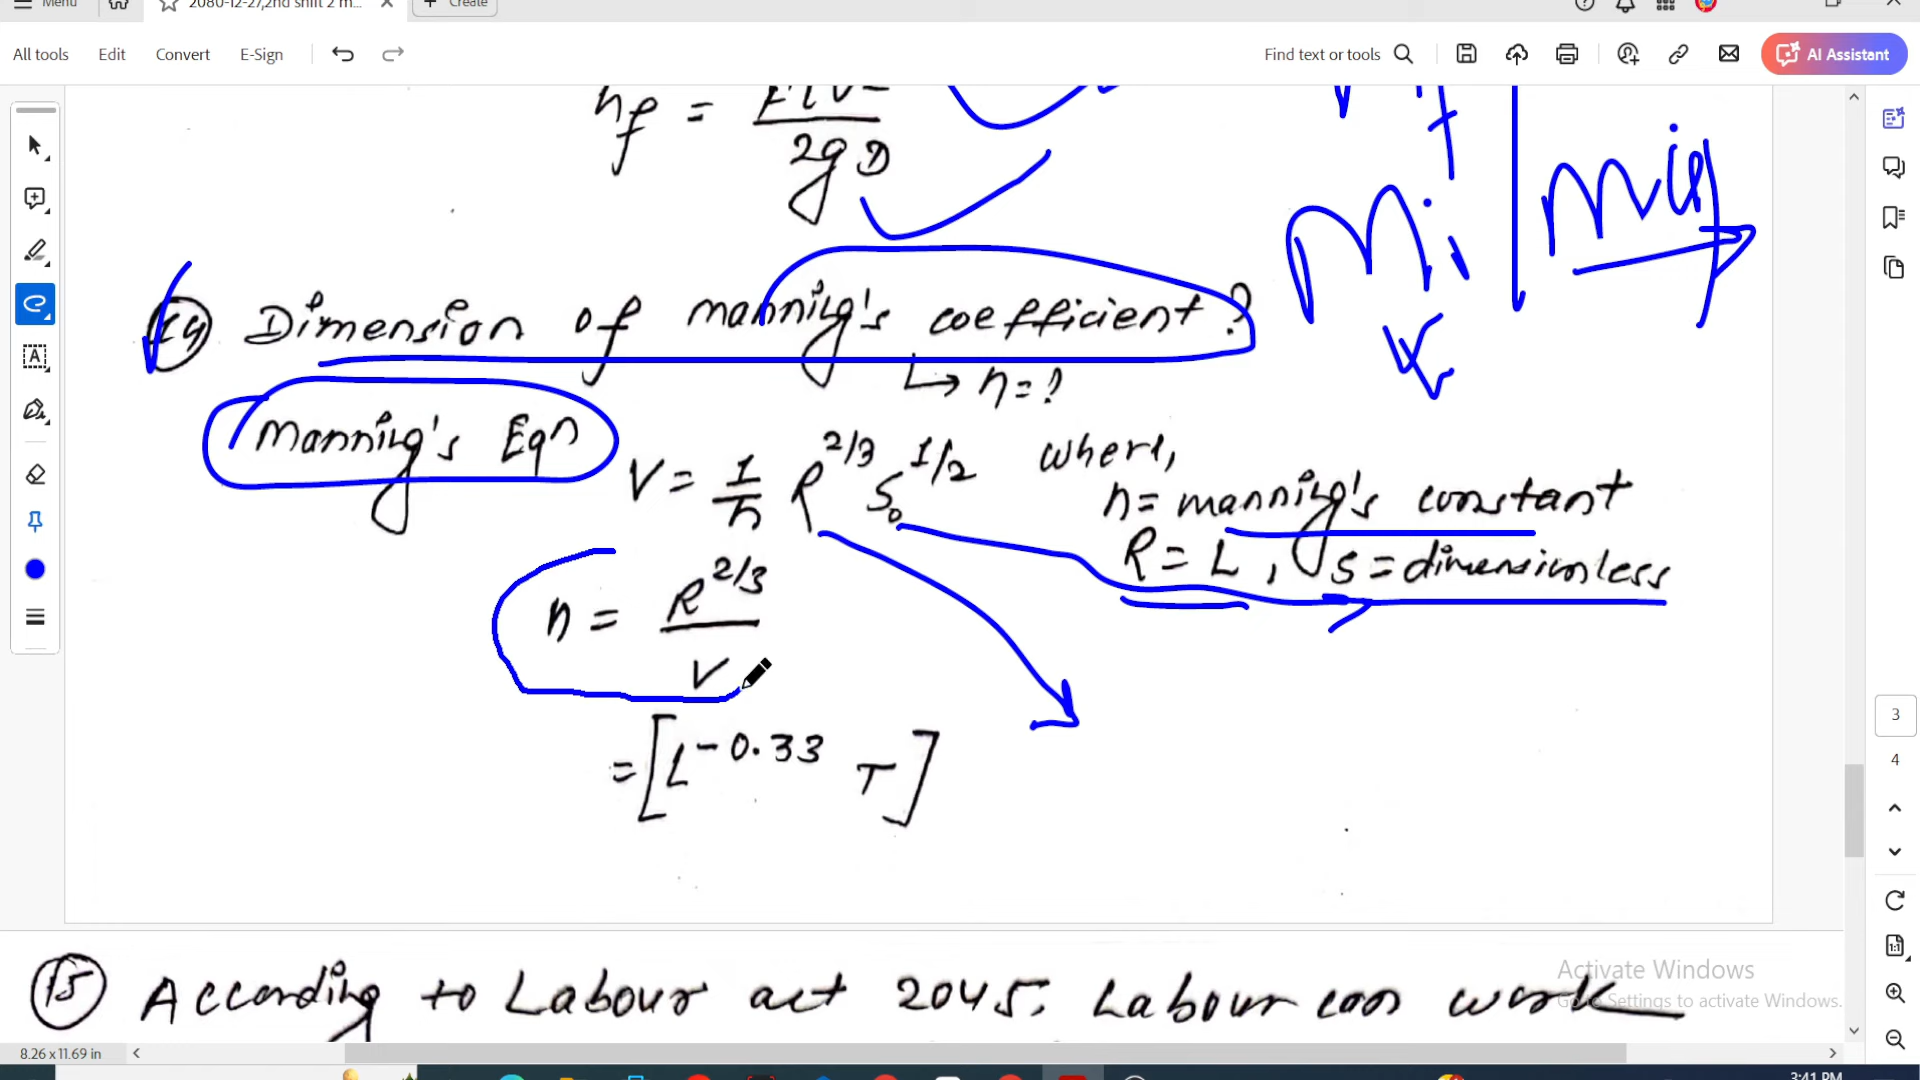 Menu
2080-12-27,2nd shift 2 m...
Create
All tools
Edit
Convert
E-Sign
Find text or tools
AI Assistant
2gD
14 Dimension of manning's coefficient?
↳ n=?
Manning's Eqn
V = 1/n R^2/3 S₀^1/2 where,
n = manning's constant
R = L, S = dimensionless
n = R^2/3 / V
= [L^-0.33 T]
3
4
15 According to Labour act 2045, Labour can work
Activate Windows
Go to Settings to activate Windows.
8.26 x 11.69 in
3:41 PM